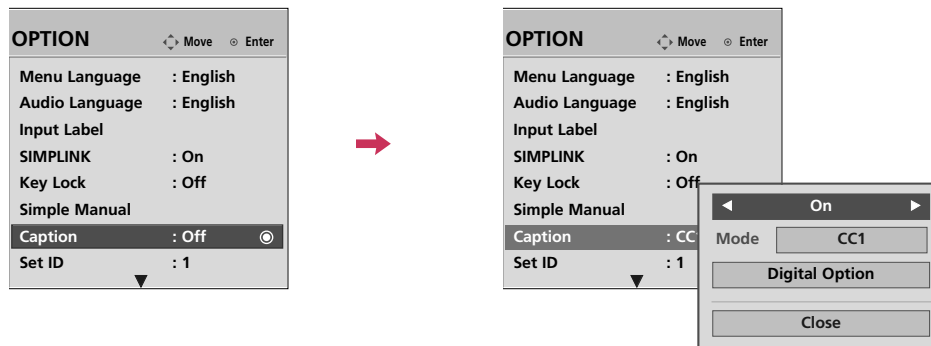 OPTION Move Enter
Menu Language : English
Audio Language : English
Input Label
SIMPLINK : On
Key Lock : Off
Simple Manual
Caption : Off
Set ID : 1
OPTION Move Enter
Menu Language : English
Audio Language : English
Input Label
SIMPLINK : On
Key Lock : Off
Simple Manual
Caption : CC1
Set ID : 1
On
Mode CC1
Digital Option
Close